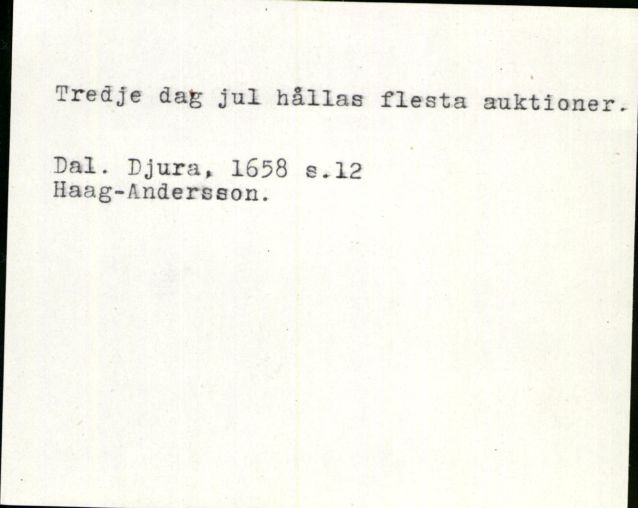 Tredje dag jul hållas flesta auktioner.
Dal. Djura, 1658 s.12
Haag-Andersson.